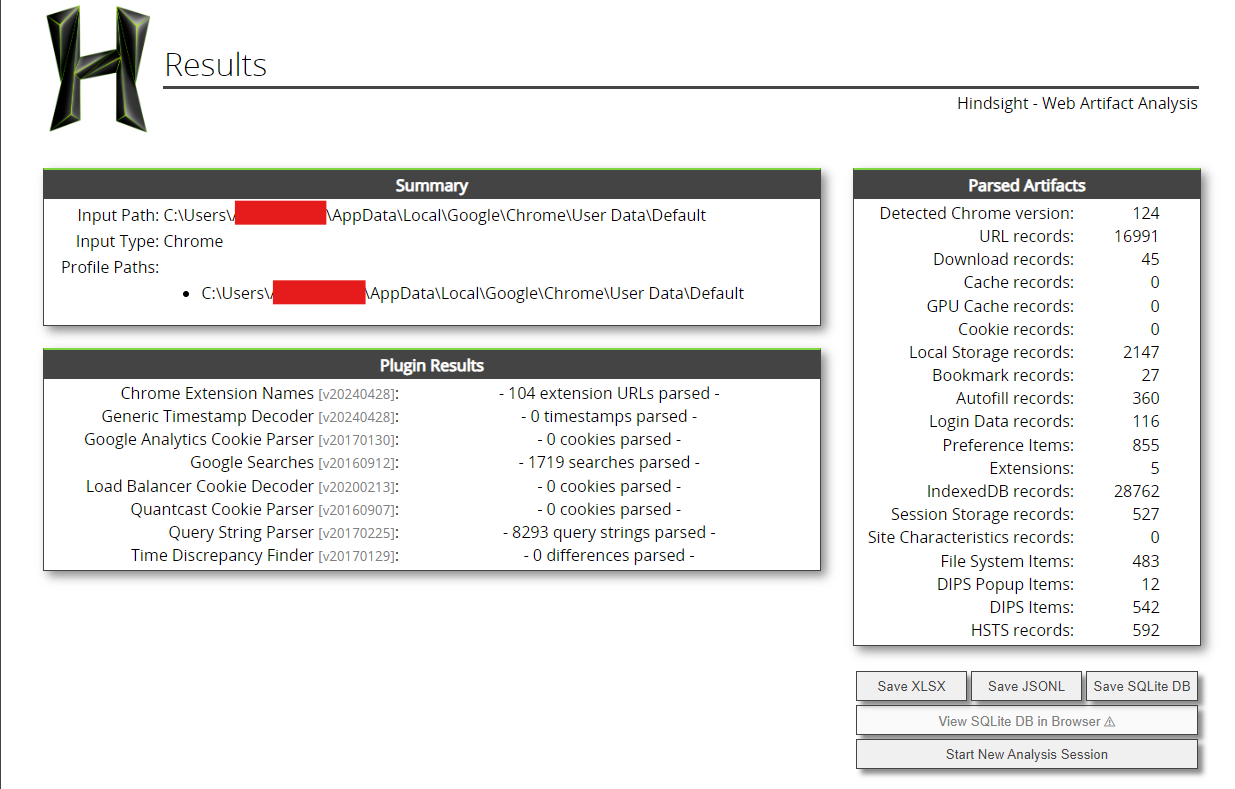 H
Results
Hindsight - Web Artifact Analysis
Summary
Input Path: C:\Users\ \AppData\Local\Google\Chrome\User Data\Default
Input Type: Chrome
Profile Paths:
• C:\Users\ \AppData\Local\Google\Chrome\User Data\Default
Plugin Results
Chrome Extension Names [v20240428]: - 104 extension URLs parsed -
Generic Timestamp Decoder [v20240428]: - 0 timestamps parsed -
Google Analytics Cookie Parser [v20170130]: - 0 cookies parsed -
Google Searches [v20160912]: - 1719 searches parsed -
Load Balancer Cookie Decoder [v20200213]: - 0 cookies parsed -
Quantcast Cookie Parser [v20160907]: - 0 cookies parsed -
Query String Parser [v20170225]: - 8293 query strings parsed -
Time Discrepancy Finder [v20170129]: - 0 differences parsed -
Parsed Artifacts
Detected Chrome version: 124
URL records: 16991
Download records: 45
Cache records: 0
GPU Cache records: 0
Cookie records: 0
Local Storage records: 2147
Bookmark records: 27
Autofill records: 360
Login Data records: 116
Preference Items: 855
Extensions: 5
IndexedDB records: 28762
Session Storage records: 527
Site Characteristics records: 0
File System Items: 483
DIPS Popup Items: 12
DIPS Items: 542
HSTS records: 592
Save XLSX Save JSONL Save SQLite DB
View SQLite DB in Browser ⚠
Start New Analysis Session